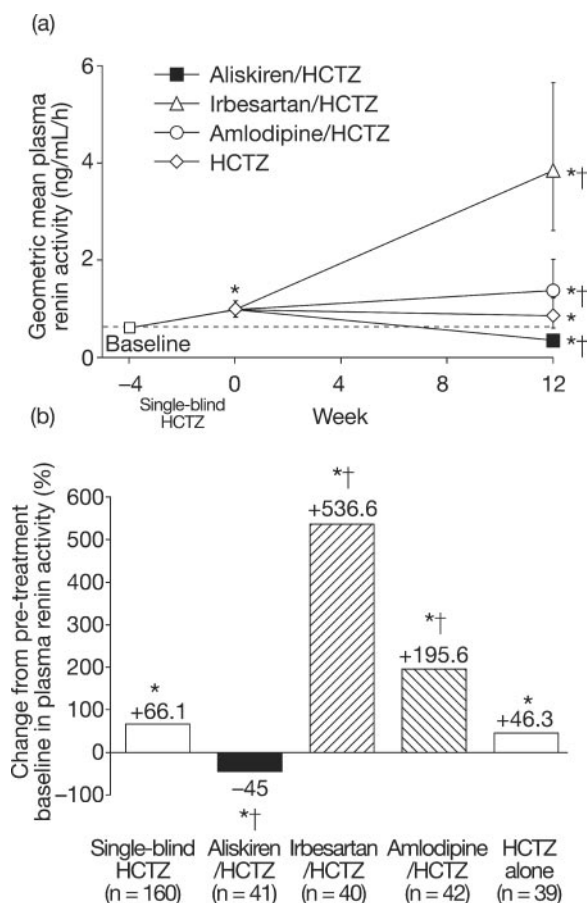 (a)
Geometric mean plasma
renin activity (ng/mL/h)
6
4
2
0
Aliskiren/HCTZ
Irbesartan/HCTZ
Amlodipine/HCTZ
HCTZ
*
*†
*†
*
*†
Baseline
−4
0
4
8
12
Single-blind
HCTZ
Week
(b)
Change from pre-treatment
baseline in plasma renin activity (%)
600
500
400
300
200
100
0
−100
*
+66.1
−45
*†
*†
+536.6
*†
+195.6
*
+46.3
Single-blind
HCTZ
(n = 160)
Aliskiren
/HCTZ
(n = 41)
Irbesartan
/HCTZ
(n = 40)
Amlodipine
/HCTZ
(n = 42)
HCTZ
alone
(n = 39)